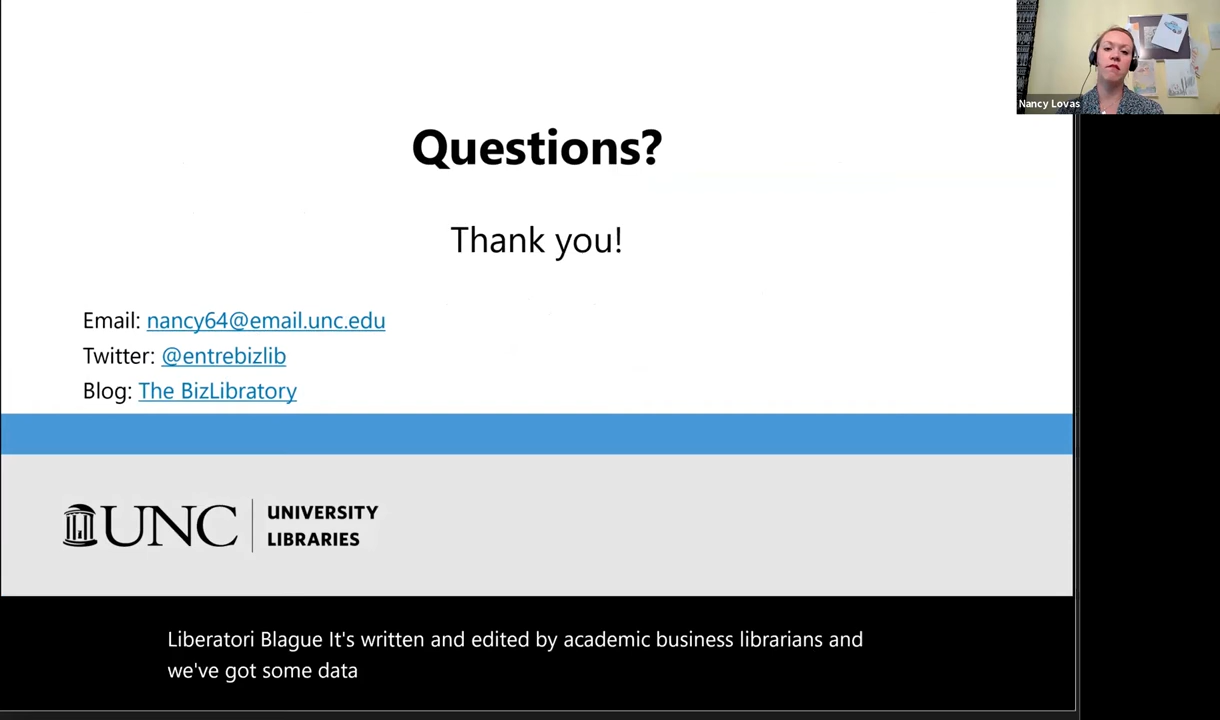 Nancy Lovas
Questions?
Thank you!
Email: nancy64@email.unc.edu
Twitter: @entrebizlib
Blog: The BizLibratory
UNC UNIVERSITY
LIBRARIES
Liberatori Blague It's written and edited by academic business librarians and
we've got some data